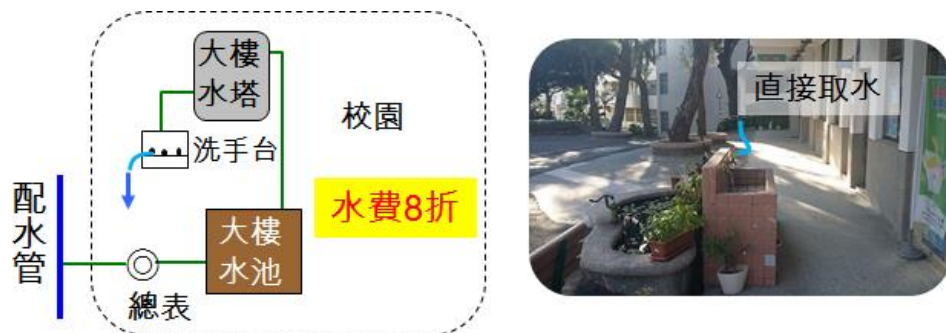 大樓
水塔
校園
洗手台
水費8折
配水管
大樓
水池
總表
直接取水